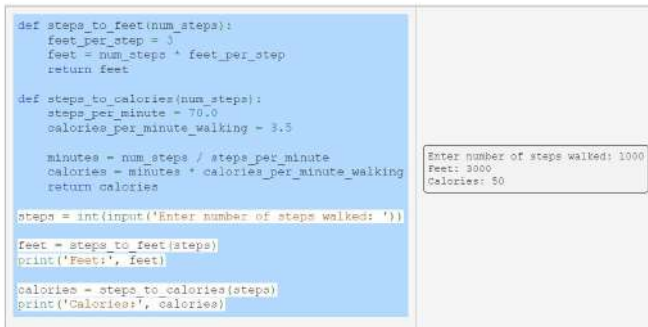 def steps_to_feet(num_steps):
    feet_per_step = 3
    feet = num_steps * feet_per_step
    return feet

def steps_to_calories(num_steps):
    steps_per_minute = 70.0
    calories_per_minute_walking = 3.5

    minutes = num_steps / steps_per_minute
    calories = minutes * calories_per_minute_walking
    return calories

steps = int(input('Enter number of steps walked: '))

feet = steps_to_feet(steps)
print('Feet:', feet)

calories = steps_to_calories(steps)
print('Calories:', calories)

Enter number of steps walked: 1000
Feet: 3000
Calories: 50